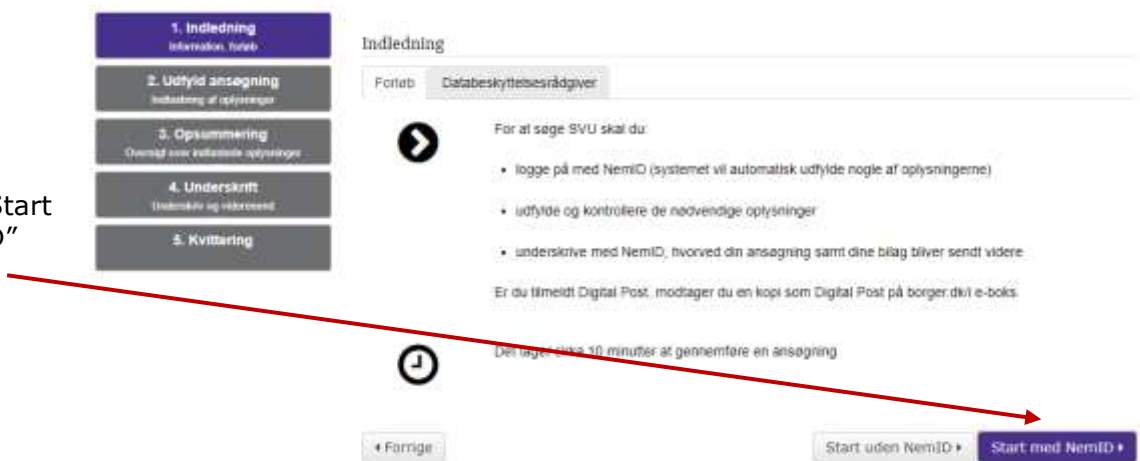 1. Indledning
Information, forløb
2. Udfyld ansøgning
Indtastning af oplysninger
3. Opsummering
Oversigt over indtastede oplysninger
4. Underskrift
Underskriv og videresend
5. Kvittering
Start
"
Indledning
Forløb
Databeskyttelsesrådgiver
For at søge SVU skal du:
• logge på med NemID (systemet vil automatisk udfylde nogle af oplysningerne)
• udfylde og kontrollere de nødvendige oplysninger
• underskrive med NemID, hvorved din ansøgning samt dine bilag bliver sendt videre
Er du tilmeldt Digital Post, modtager du en kopi som Digital Post på borger.dk/i e-boks.
Det tager cirka 10 minutter at gennemføre en ansøgning
Forrige
Start uden NemID
Start med NemID